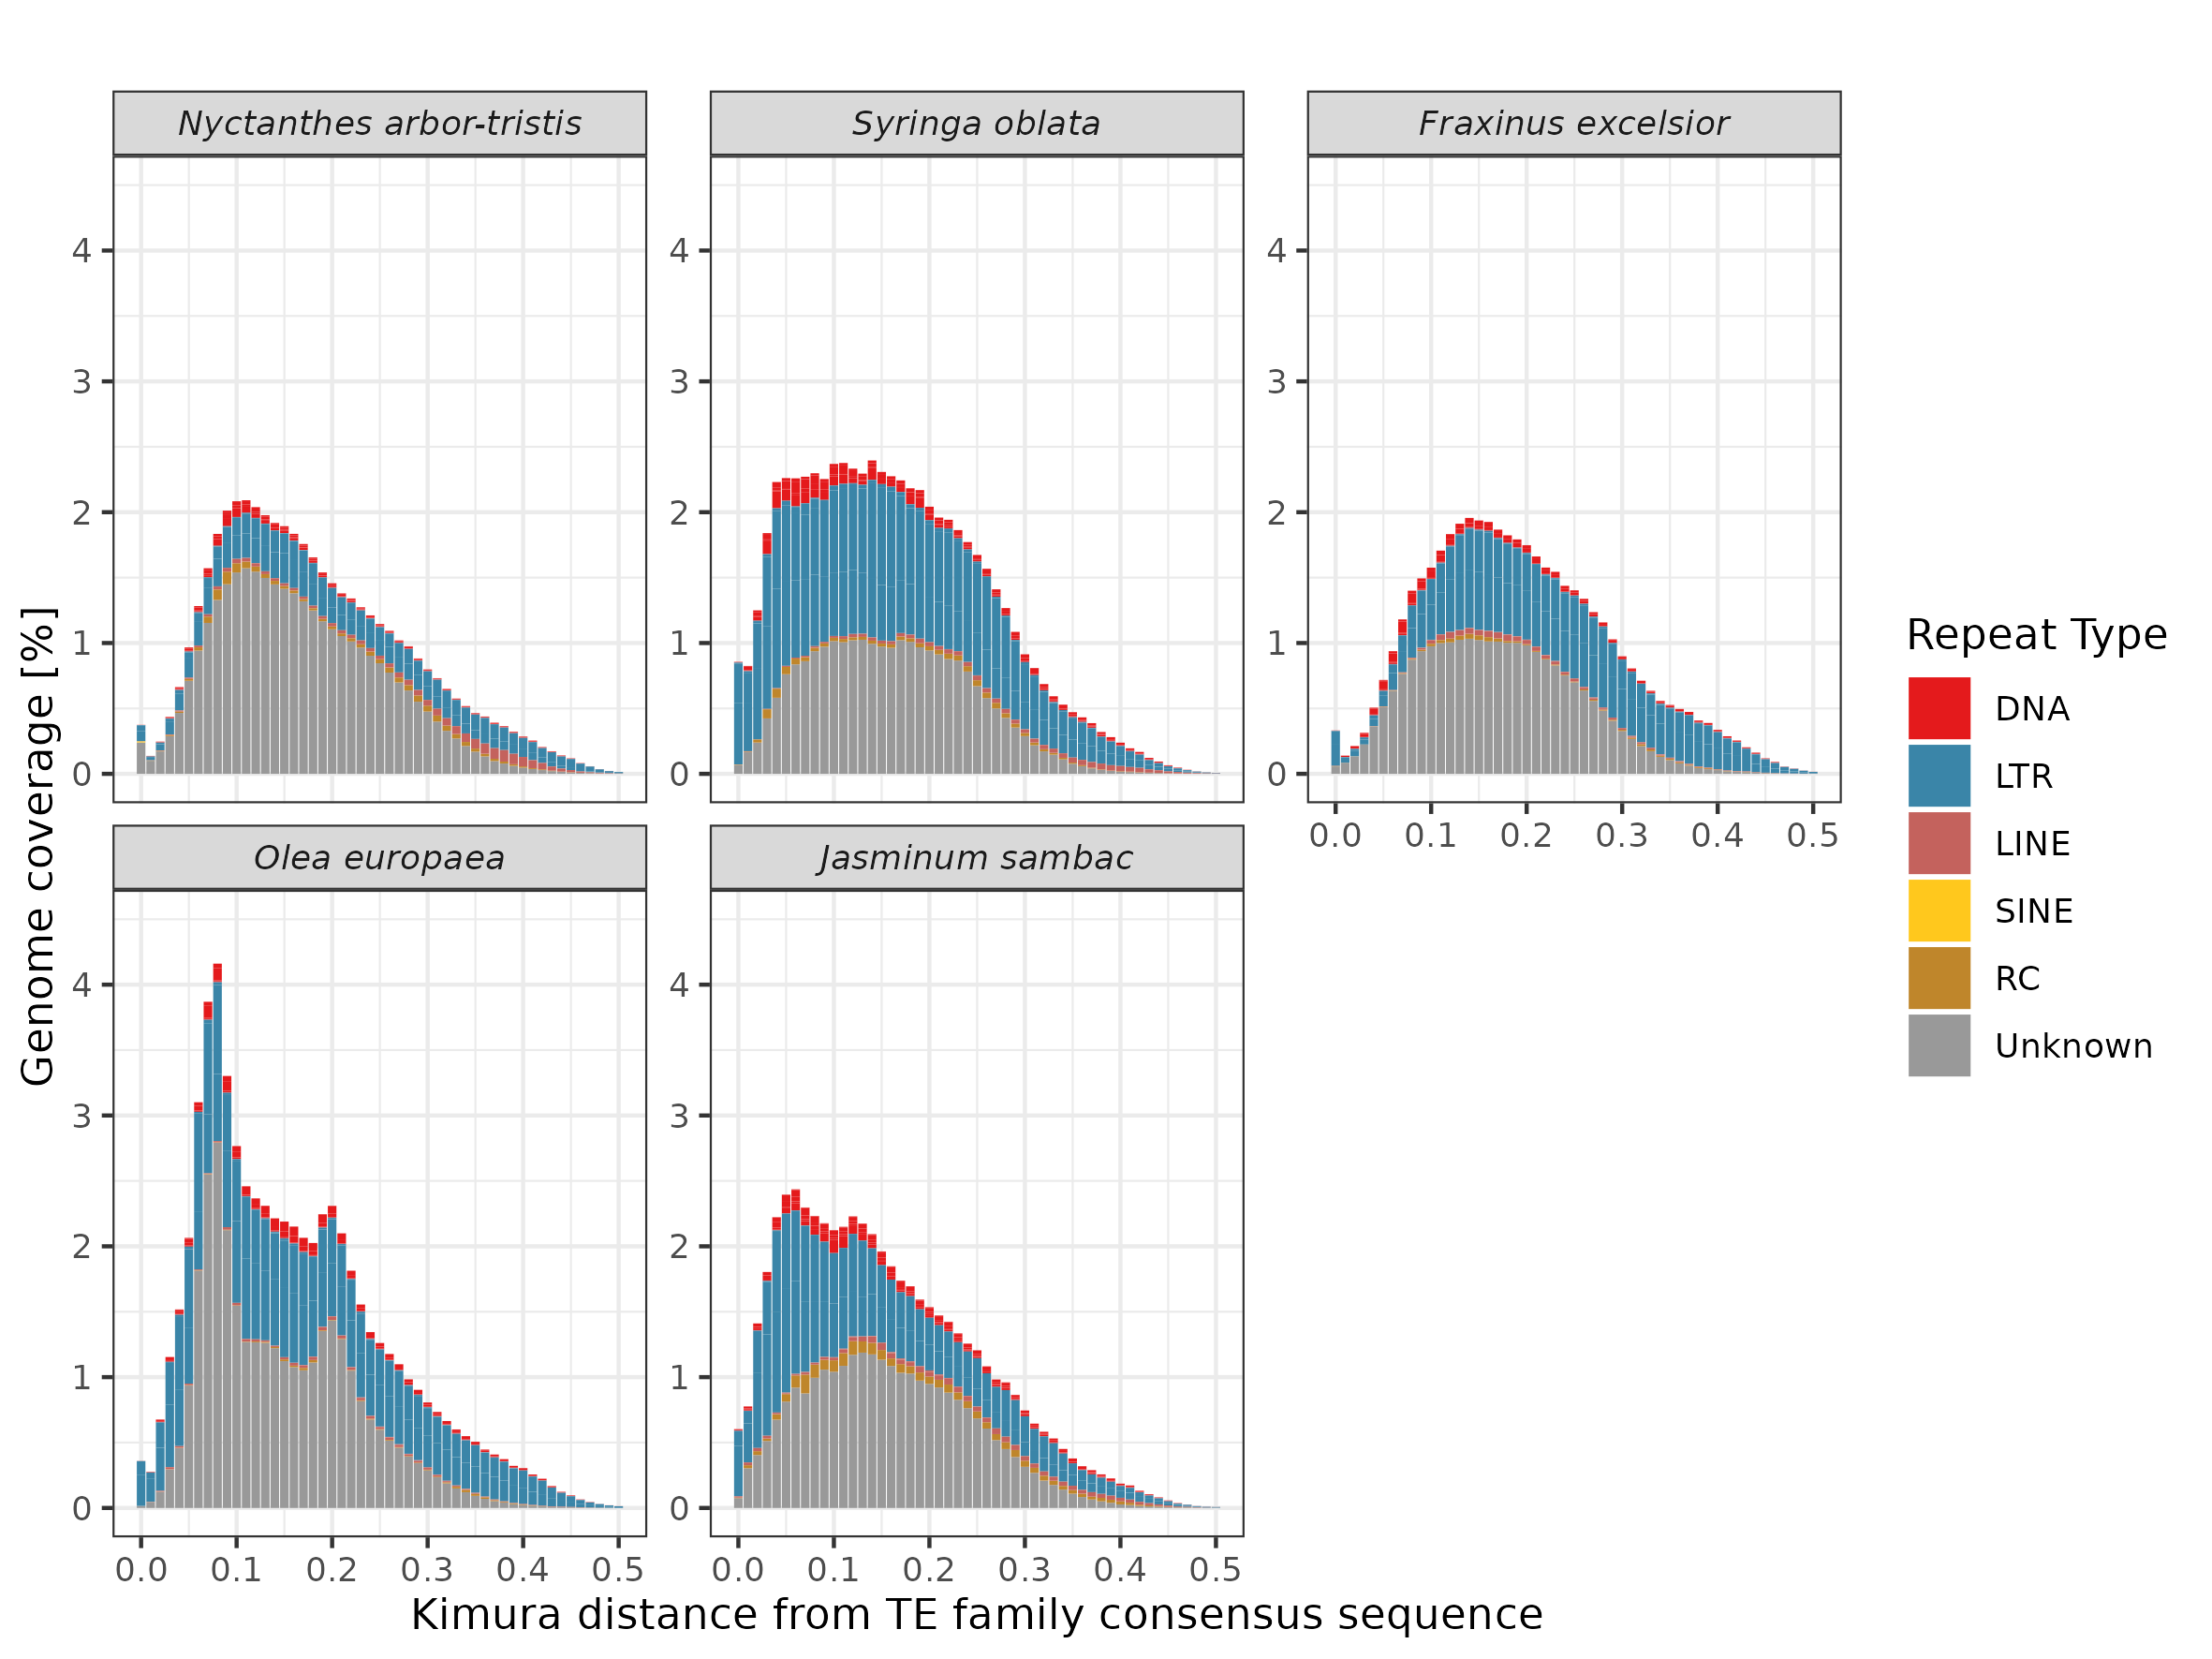 Nyctanthes arbor-tristis
Syringa oblata
Fraxinus excelsior
4
3
2
1
0
4
3
2
1
0
4
3
2
1
0
0.0 0.1 0.2 0.3 0.4 0.5
Olea europaea
Jasminum sambac
4
3
2
1
0
4
3
2
1
0
0.0 0.1 0.2 0.3 0.4 0.5
0.0 0.1 0.2 0.3 0.4 0.5
Genome coverage [%]
Kimura distance from TE family consensus sequence
Repeat Type
DNA
LTR
LINE
SINE
RC
Unknown